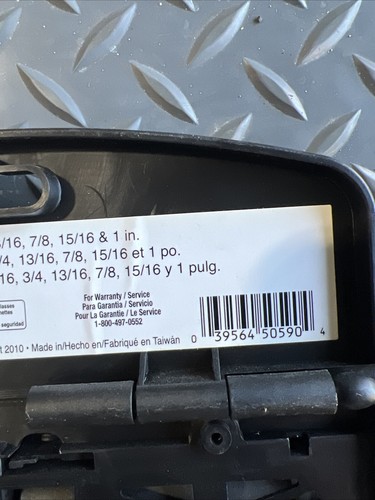 /16, 7/8, 15/16 & 1 in.
/4, 13/16, 7/8, 15/16 et 1 po.
16, 3/4, 13/16, 7/8, 15/16 y 1 pulg.
For Warranty / Service
Para Garantía / Servicio
Pour La Garantie / Le Service
1-800-497-0552
seguridad
2010 • Made in/Hecho en/Fabriqué en Taiwán
0 39564 50590 4